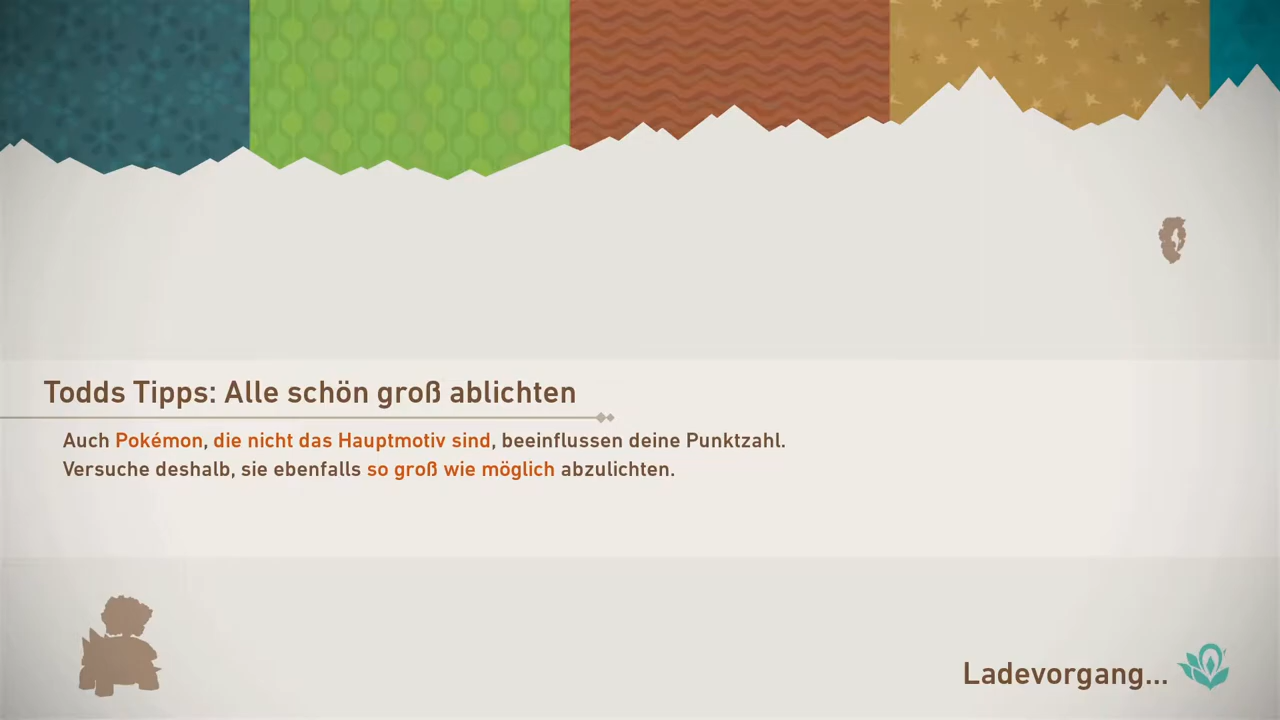 Todds Tipps: Alle schön groß ablichten
Auch Pokémon, die nicht das Hauptmotiv sind, beeinflussen deine Punktzahl.
Versuche deshalb, sie ebenfalls so groß wie möglich abzulichten.
Ladevorgang...